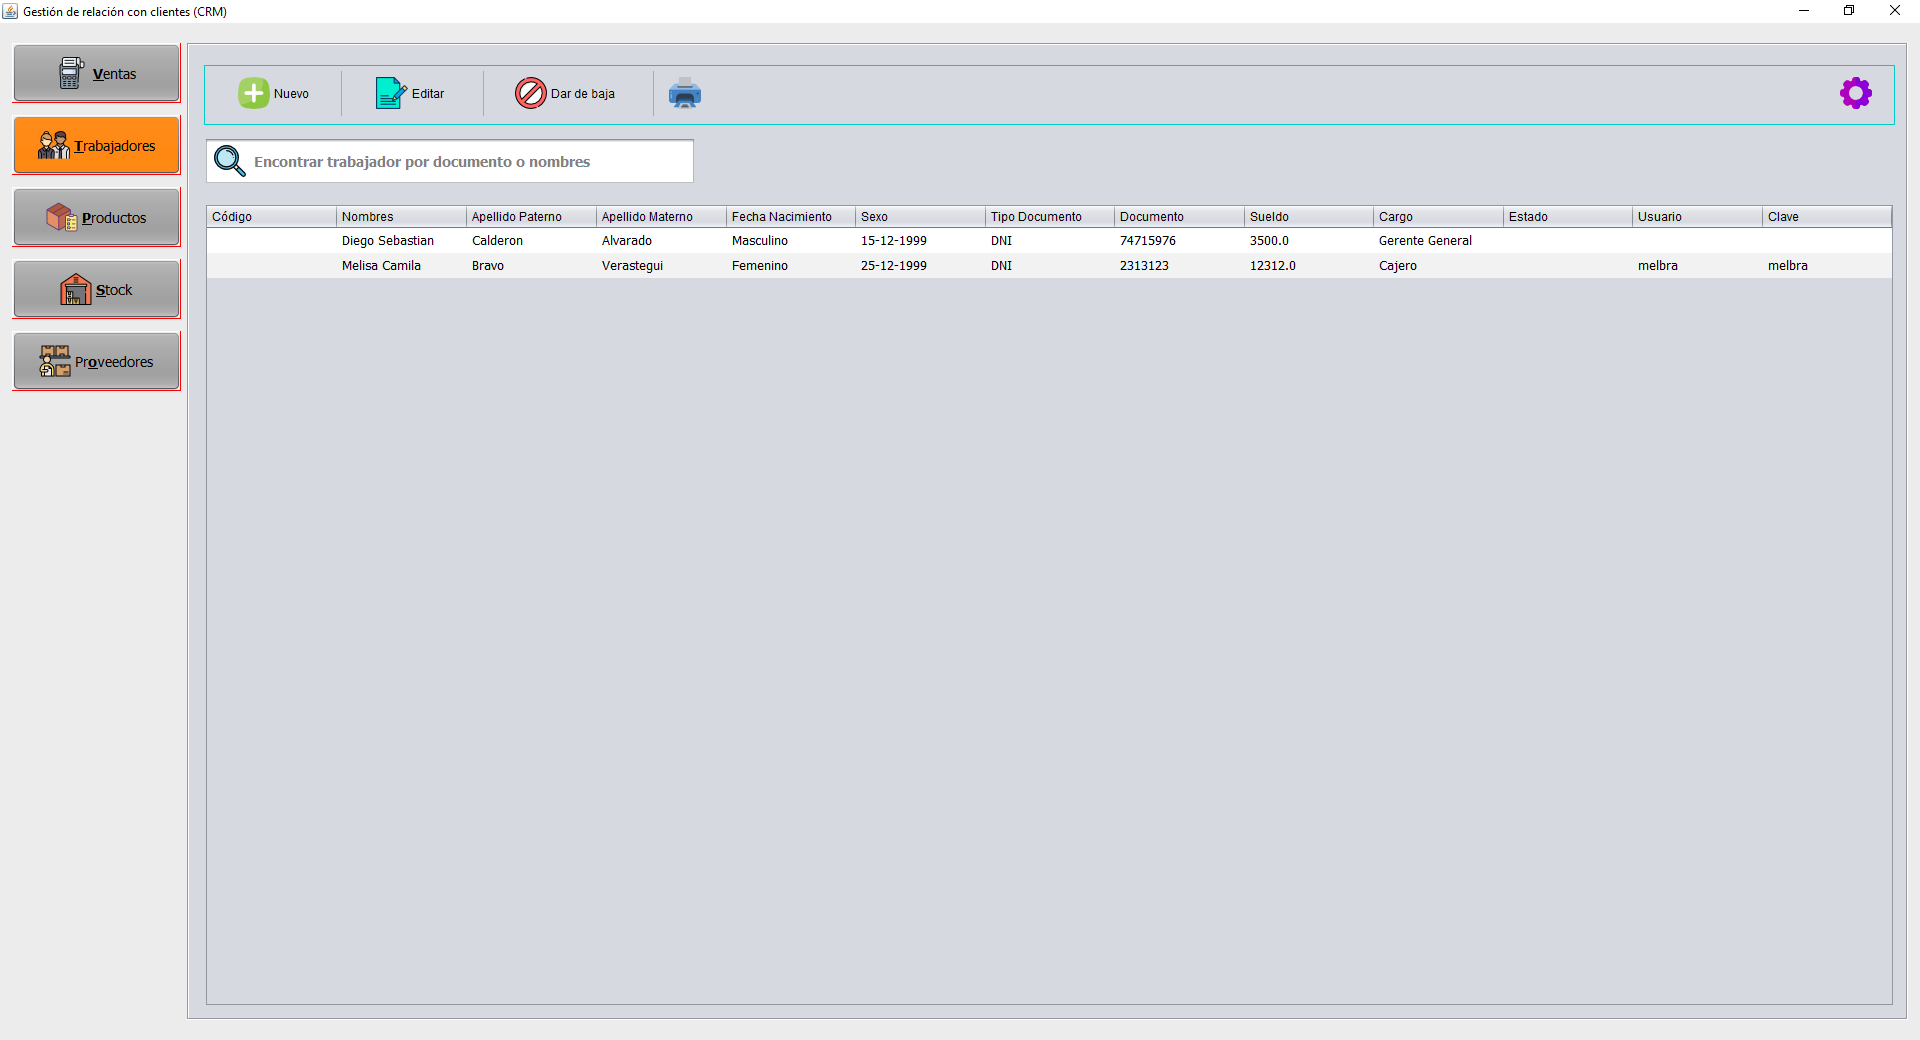 Gestión de relación con clientes (CRM)
Ventas
Trabajadores
Productos
Stock
Proveedores
Nuevo Editar Dar de baja
Encontrar trabajador por documento o nombres
Código Nombres Apellido Paterno Apellido Materno Fecha Nacimiento Sexo Tipo Documento Documento Sueldo Cargo Estado Usuario Clave
Diego Sebastian Calderon Alvarado Masculino 15-12-1999 DNI 74715976 3500.0 Gerente General
Melisa Camila Bravo Verastegui Femenino 25-12-1999 DNI 2313123 12312.0 Cajero melbra melbra